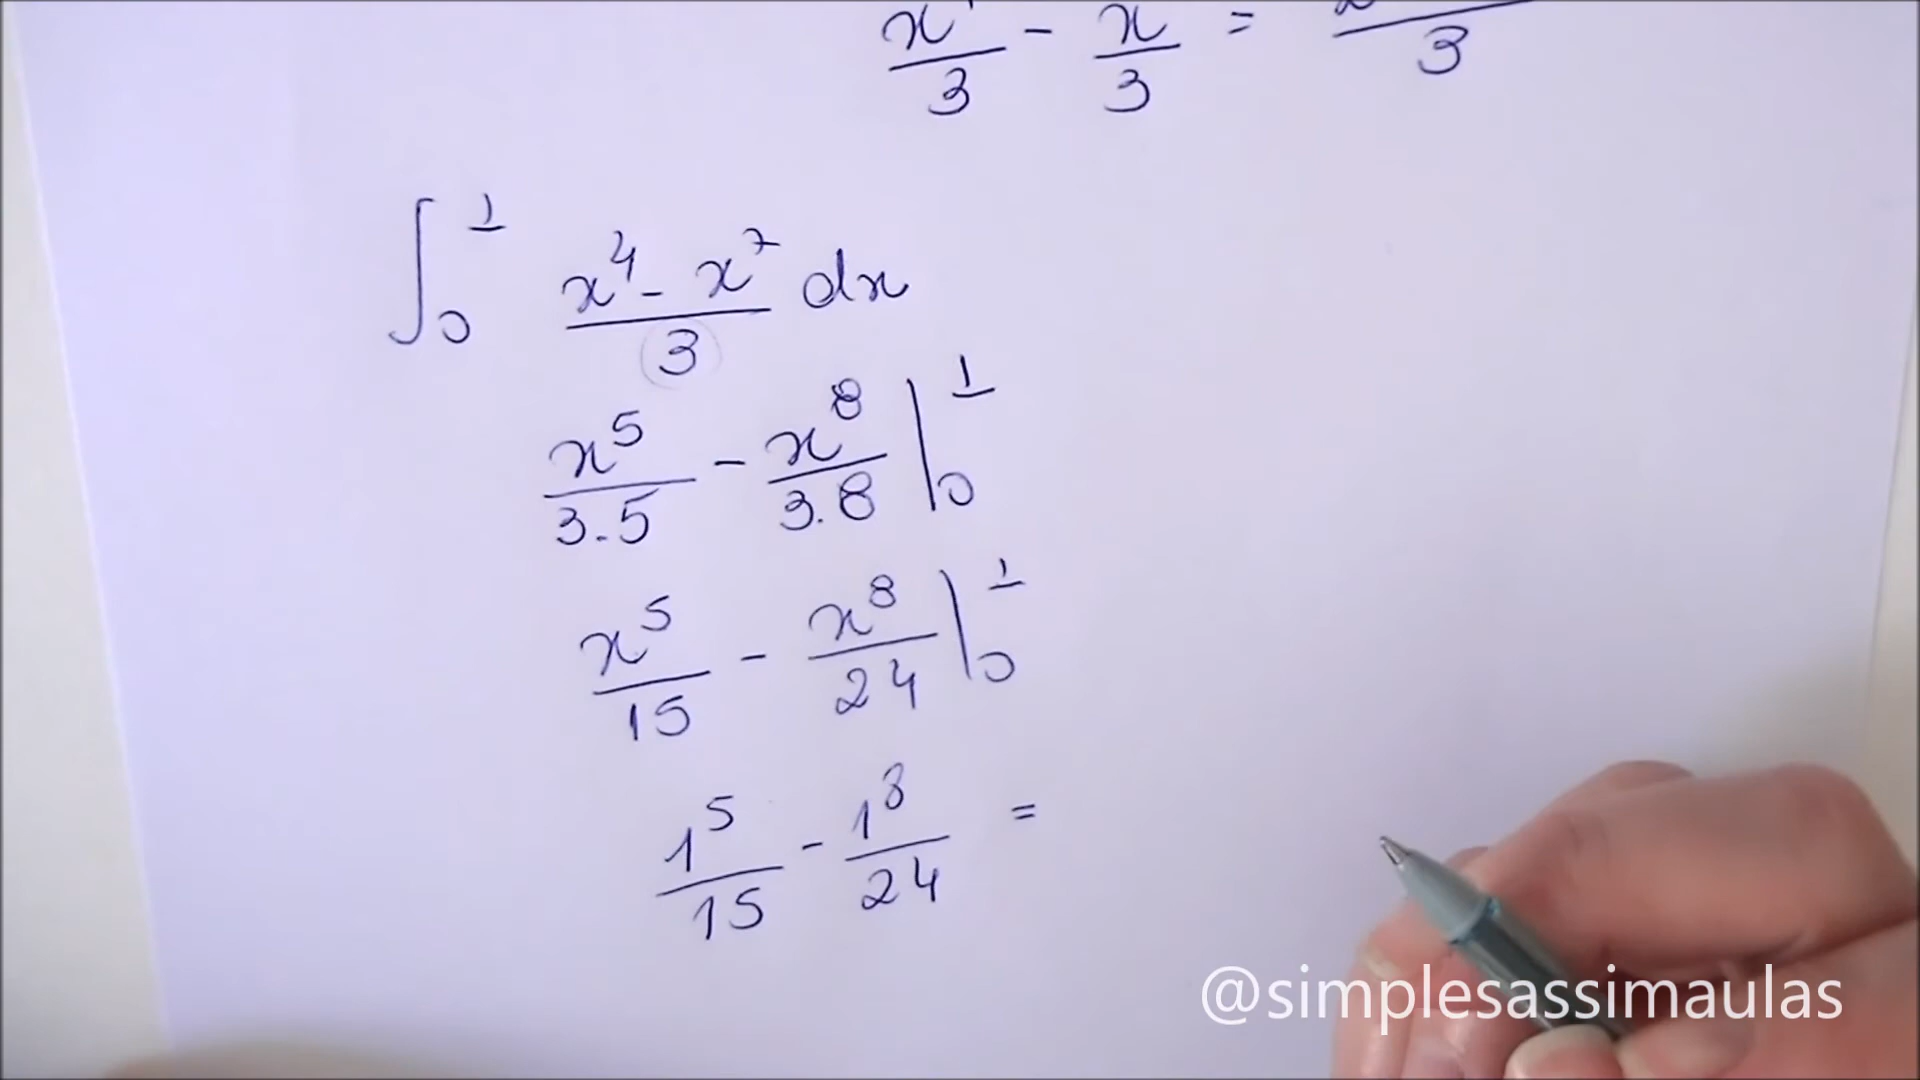 x/3 - x/3 = /3
∫₀¹ (x⁴ - x⁷)/3 dx
x⁵/3.5 - x⁸/3.8 |₀¹
x⁵/15 - x⁸/24 |₀¹
1⁵/15 - 1⁸/24 =
@simplesassimaulas